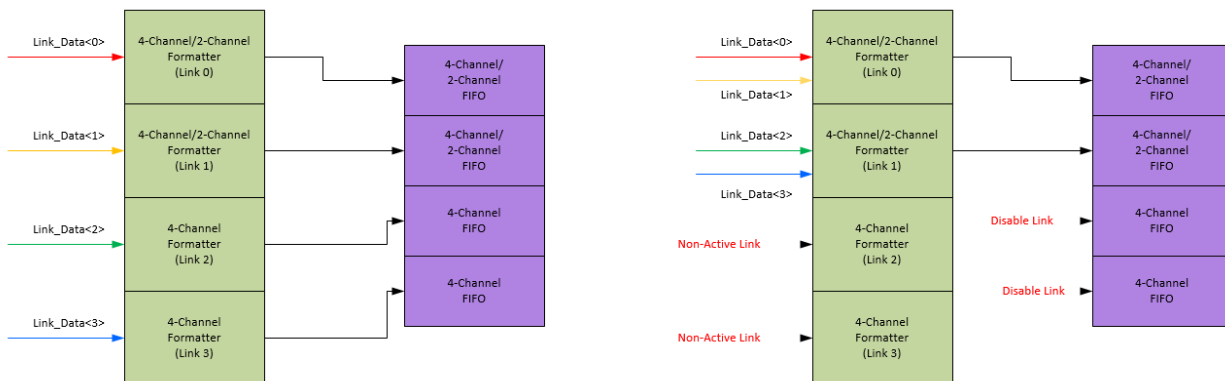 Link_Data<0>
4-Channel/2-Channel
Formatter
(Link 0)
Link_Data<1>
4-Channel/2-Channel
Formatter
(Link 1)
Link_Data<2>
4-Channel
Formatter
(Link 2)
Link_Data<3>
4-Channel
Formatter
(Link 3)
4-Channel/
2-Channel
FIFO
4-Channel/
2-Channel
FIFO
4-Channel
FIFO
4-Channel
FIFO
Link_Data<0>
Link_Data<1>
4-Channel/2-Channel
Formatter
(Link 0)
Link_Data<2>
Link_Data<3>
4-Channel/2-Channel
Formatter
(Link 1)
Non-Active Link
4-Channel
Formatter
(Link 2)
Non-Active Link
4-Channel
Formatter
(Link 3)
4-Channel/
2-Channel
FIFO
4-Channel/
2-Channel
FIFO
Disable Link
4-Channel
FIFO
Disable Link
4-Channel
FIFO